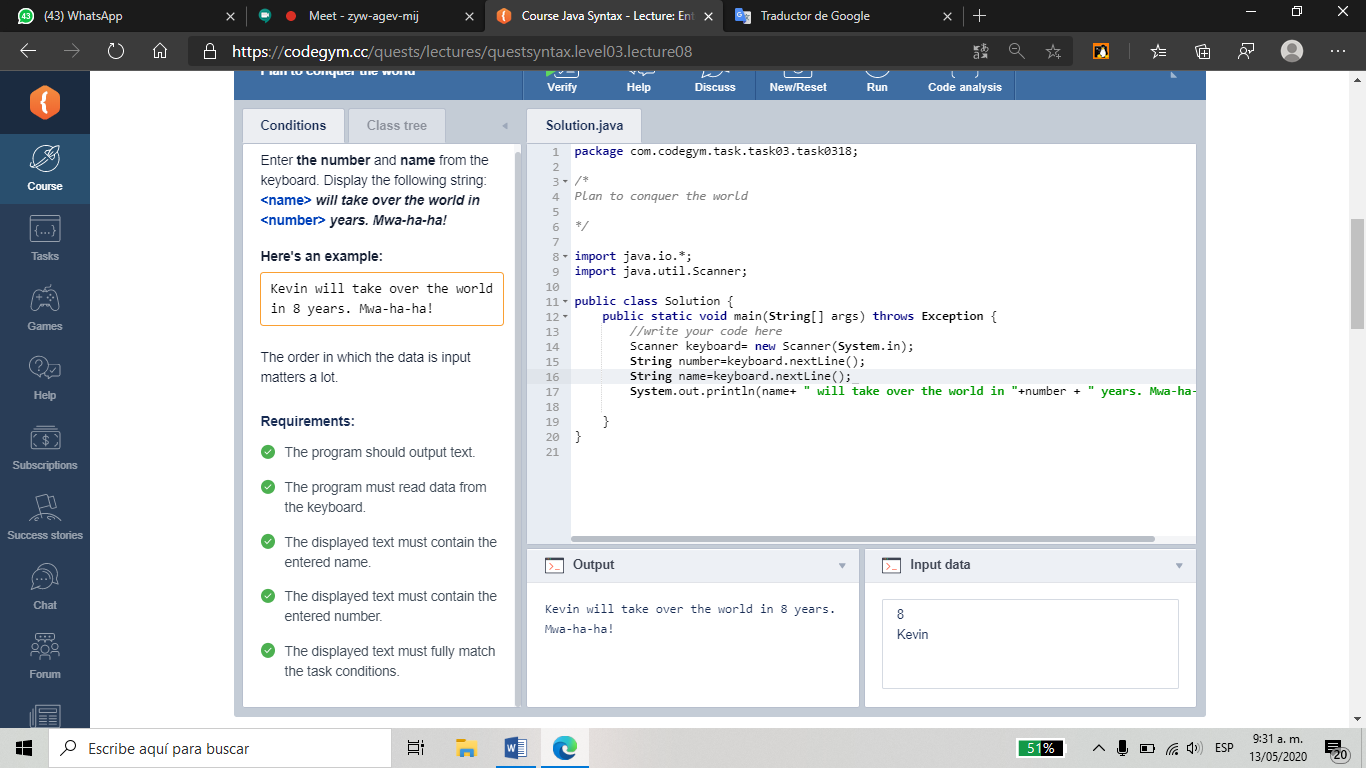 43 (43) WhatsApp
Meet - zyw-agev-mij
Course Java Syntax - Lecture: Ent
Traductor de Google
https://codegym.cc/quests/lectures/questsyntax.level03.lecture08
Plan to conquer the world
Verify
Help
Discuss
New/Reset
Run
Code analysis
Course
Tasks
Games
Help
Subscriptions
Success stories
Chat
Forum
Conditions
Class tree
Enter the number and name from the
keyboard. Display the following string:
<name> will take over the world in
<number> years. Mwa-ha-ha!
Here's an example:
Kevin will take over the world
in 8 years. Mwa-ha-ha!
The order in which the data is input
matters a lot.
Requirements:
The program should output text.
The program must read data from
the keyboard.
The displayed text must contain the
entered name.
The displayed text must contain the
entered number.
The displayed text must fully match
the task conditions.
Solution.java
1 package com.codegym.task.task03.task0318;
2
3 /*
4 Plan to conquer the world
5
6 */
7
8 import java.io.*;
9 import java.util.Scanner;
10
11 public class Solution {
12 public static void main(String[] args) throws Exception {
13 //write your code here
14 Scanner keyboard= new Scanner(System.in);
15 String number=keyboard.nextLine();
16 String name=keyboard.nextLine();
17 System.out.println(name+ " will take over the world in "+number + " years. Mwa-ha-
18
19 }
20 }
21
Output
Kevin will take over the world in 8 years.
Mwa-ha-ha!
Input data
8
Kevin
Escribe aquí para buscar
51%
ESP
9:31 a. m.
13/05/2020
20